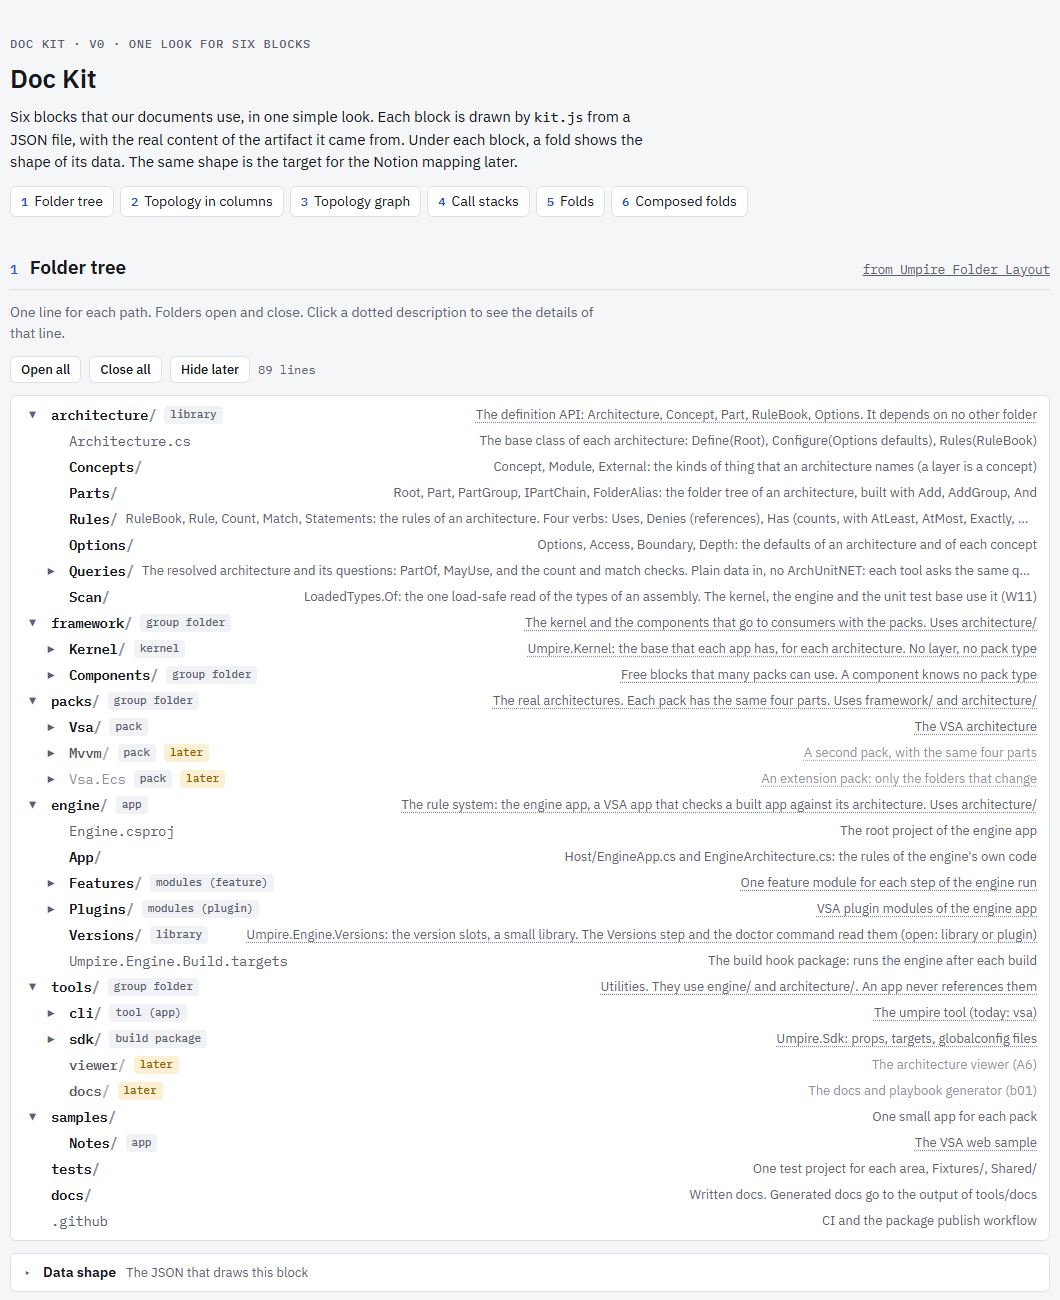 DOC KIT · V0 · ONE LOOK FOR SIX BLOCKS
Doc Kit
Six blocks that our documents use, in one simple look. Each block is drawn by kit.js from a
JSON file, with the real content of the artifact it came from. Under each block, a fold shows the
shape of its data. The same shape is the target for the Notion mapping later.
1 Folder tree 2 Topology in columns 3 Topology graph 4 Call stacks 5 Folds 6 Composed folds
1 Folder tree from Umpire Folder Layout
One line for each path. Folders open and close. Click a dotted description to see the details of
that line.
Open all Close all Hide later 89 lines
▼ architecture/ library The definition API: Architecture, Concept, Part, RuleBook, Options. It depends on no other folder
Architecture.cs The base class of each architecture: Define(Root), Configure(Options defaults), Rules(RuleBook)
Concepts/ Concept, Module, External: the kinds of thing that an architecture names (a layer is a concept)
Parts/ Root, Part, PartGroup, IPartChain, FolderAlias: the folder tree of an architecture, built with Add, AddGroup, And
Rules/ RuleBook, Rule, Count, Match, Statements: the rules of an architecture. Four verbs: Uses, Denies (references), Has (counts, with AtLeast, AtMost, Exactly, ...
Options/ Options, Access, Boundary, Depth: the defaults of an architecture and of each concept
▶ Queries/ The resolved architecture and its questions: PartOf, MayUse, and the count and match checks. Plain data in, no ArchUnitNET: each tool asks the same q...
Scan/ LoadedTypes.Of: the one load-safe read of the types of an assembly. The kernel, the engine and the unit test base use it (W11)
▼ framework/ group folder The kernel and the components that go to consumers with the packs. Uses architecture/
▶ Kernel/ kernel Umpire.Kernel: the base that each app has, for each architecture. No layer, no pack type
▶ Components/ group folder Free blocks that many packs can use. A component knows no pack type
▼ packs/ group folder The real architectures. Each pack has the same four parts. Uses framework/ and architecture/
▶ Vsa/ pack The VSA architecture
▶ Mvvm/ pack later A second pack, with the same four parts
▶ Vsa.Ecs pack later An extension pack: only the folders that change
▼ engine/ app The rule system: the engine app, a VSA app that checks a built app against its architecture. Uses architecture/
Engine.csproj The root project of the engine app
App/ Host/EngineApp.cs and EngineArchitecture.cs: the rules of the engine's own code
▶ Features/ modules (feature) One feature module for each step of the engine run
▶ Plugins/ modules (plugin) VSA plugin modules of the engine app
Versions/ library Umpire.Engine.Versions: the version slots, a small library. The Versions step and the doctor command read them (open: library or plugin)
Umpire.Engine.Build.targets The build hook package: runs the engine after each build
▼ tools/ group folder Utilities. They use engine/ and architecture/. An app never references them
▶ cli/ tool (app) The umpire tool (today: vsa)
▶ sdk/ build package Umpire.Sdk: props, targets, globalconfig files
viewer/ later The architecture viewer (A6)
docs/ later The docs and playbook generator (b01)
▼ samples/ One small app for each pack
Notes/ app The VSA web sample
tests/ One test project for each area, Fixtures/, Shared/
docs/ Written docs. Generated docs go to the output of tools/docs
.github CI and the package publish workflow
▸ Data shape The JSON that draws this block